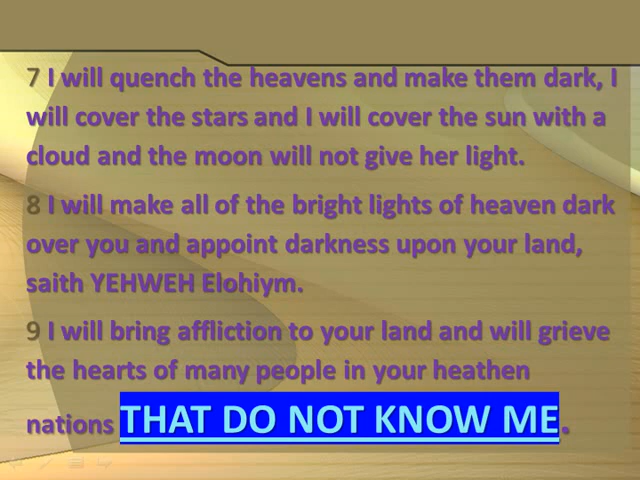 7 I will quench the heavens and make them dark, I
will cover the stars and I will cover the sun with a
cloud and the moon will not give her light.
8 I will make all of the bright lights of heaven dark
over you and appoint darkness upon your land,
saith YEHWEH Elohiym.
9 I will bring affliction to your land and will grieve
the hearts of many people in your heathen
nations THAT DO NOT KNOW ME.